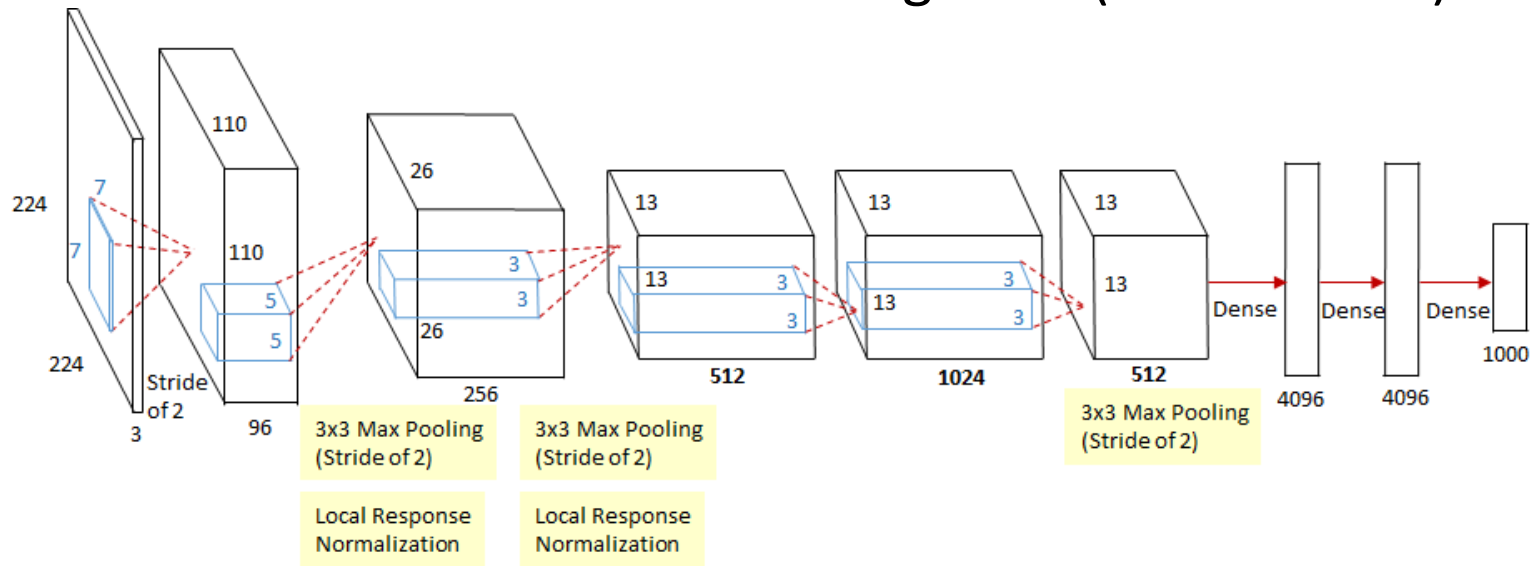 224
7
7
224
3
Stride
of 2
110
110
5
5
96
3x3 Max Pooling
(Stride of 2)
Local Response
Normalization
26
3
3
26
256
3x3 Max Pooling
(Stride of 2)
Local Response
Normalization
13
13
3
3
512
13
13
3
3
1024
13
13
512
3x3 Max Pooling
(Stride of 2)
Dense
4096
Dense
4096
Dense
1000